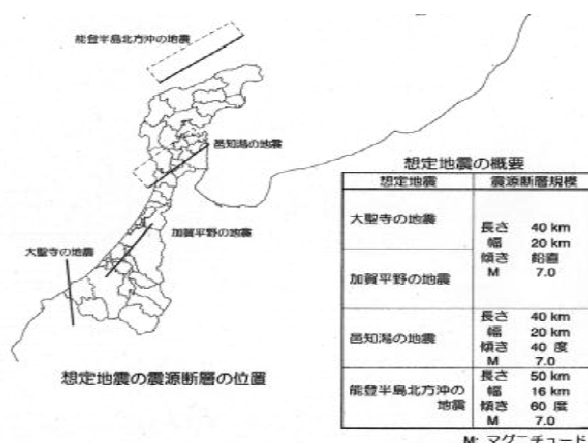 能登半島北方沖の地震
邑知潟の地震
加賀平野の地震
大聖寺の地震
想定地震の震源断層の位置
想定地震の概要
想定地震 震源断層規模
大聖寺の地震
加賀平野の地震
長さ 40 km
幅 20 km
傾き 鉛直
M 7.0
邑知潟の地震
長さ 40 km
幅 20 km
傾き 40 度
M 7.0
能登半島北方沖の
地震
長さ 50 km
幅 16 km
傾き 60 度
M 7.0
M: マグニチュード